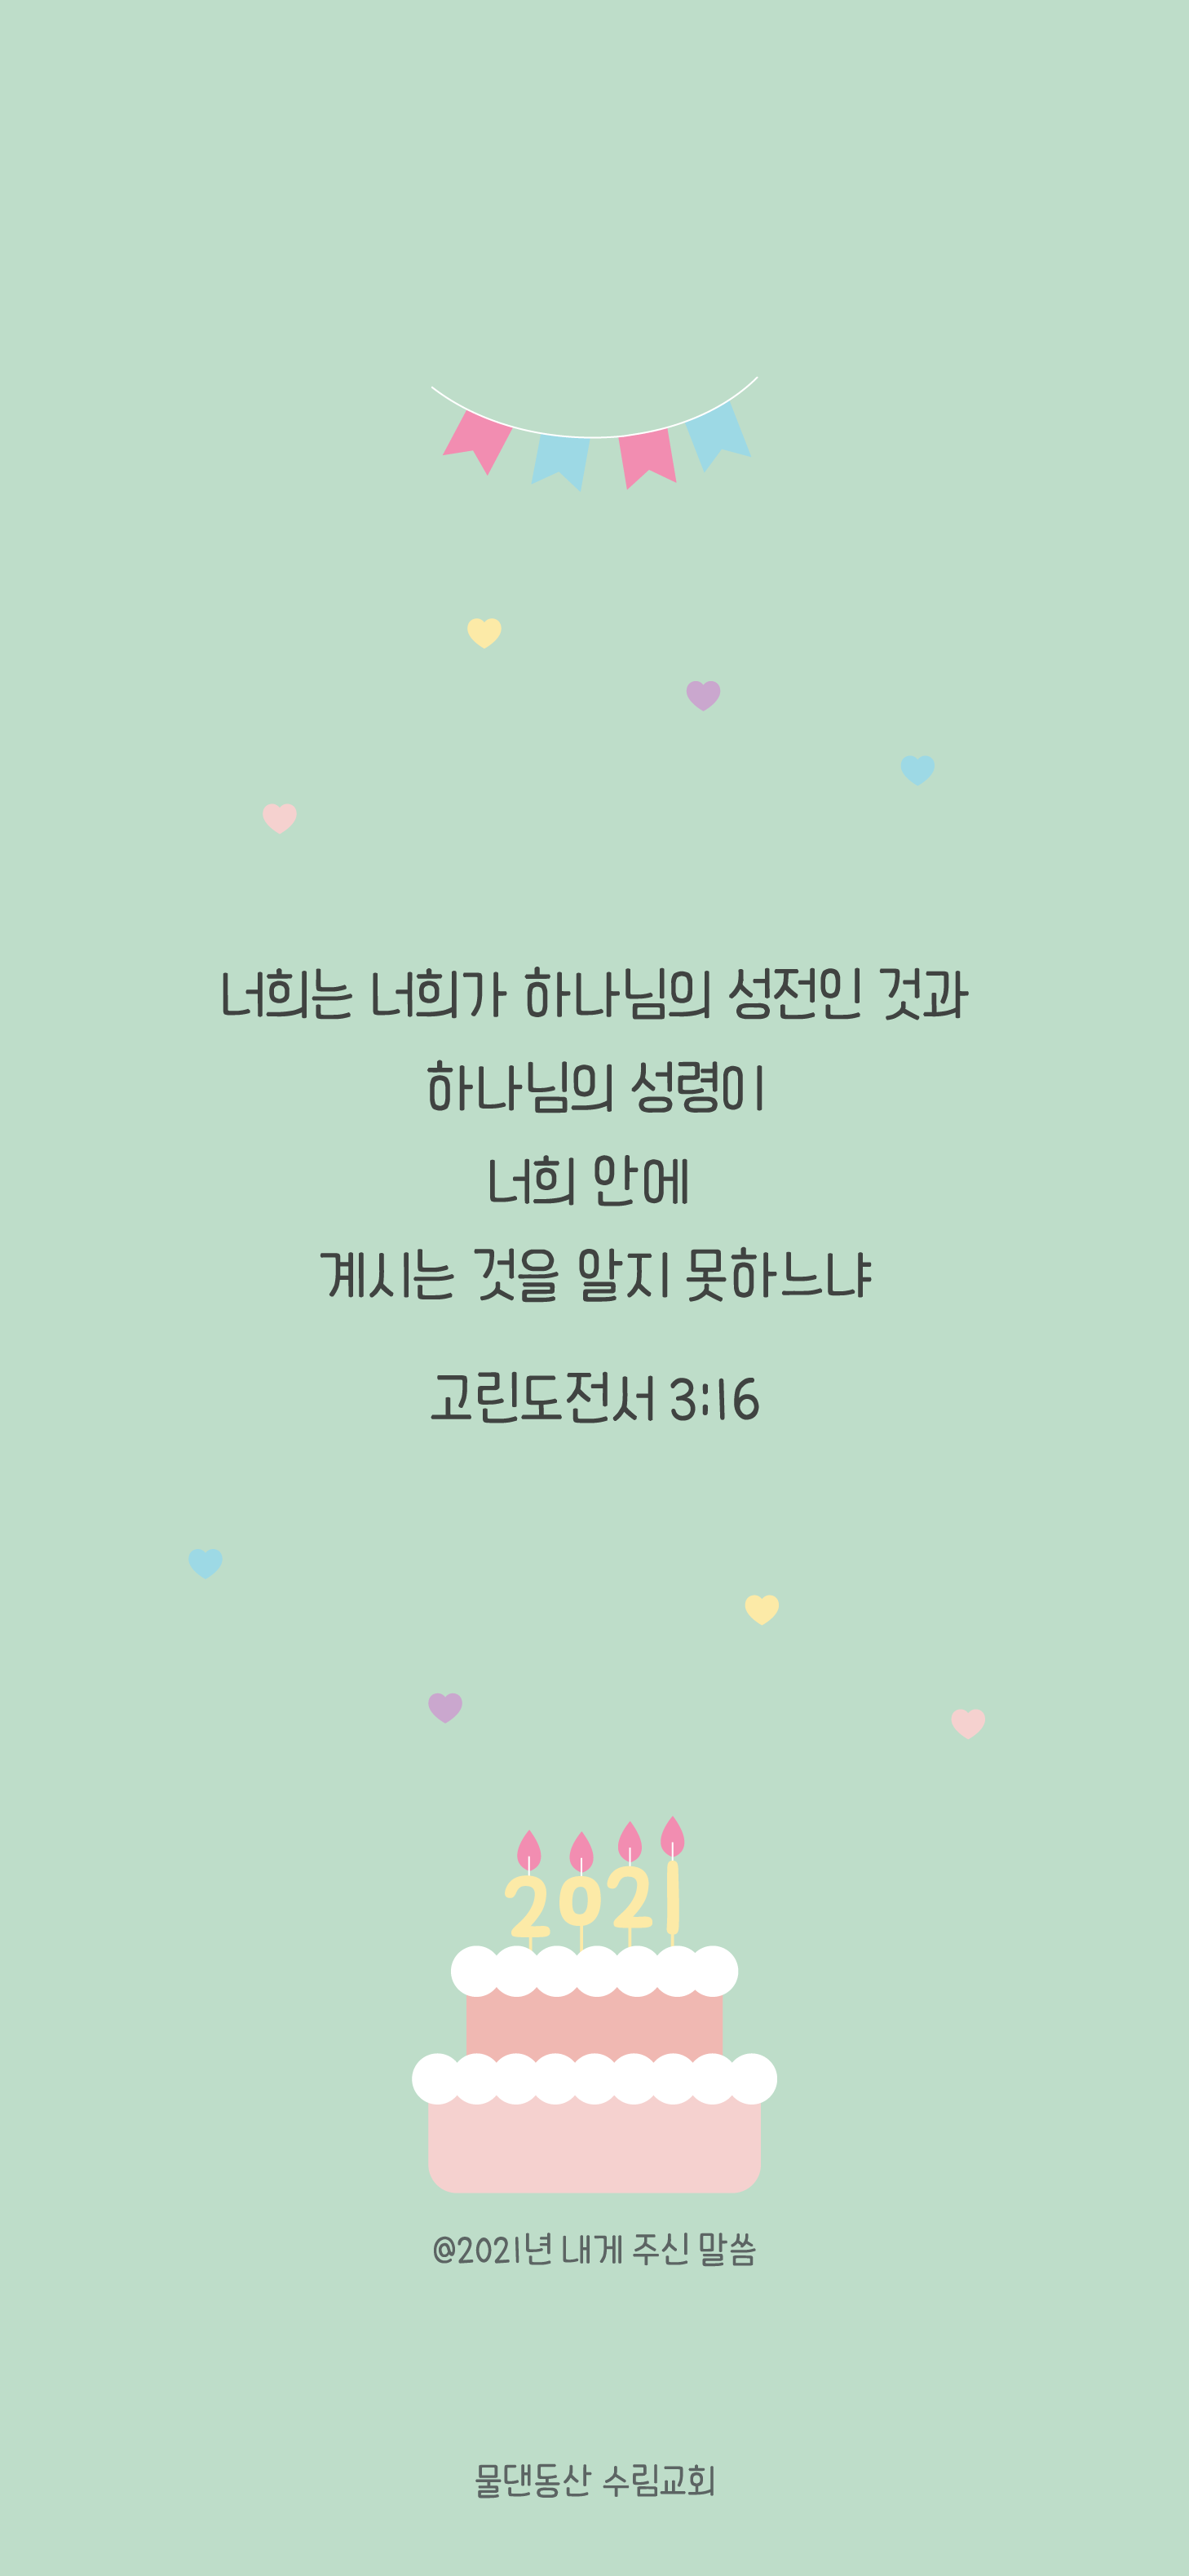 너희는 너희가 하나님의 성전인 것과
하나님의 성령이
너희 안에
계시는 것을 알지 못하느냐
고린도전서 3:16
2021
@2021년 내게 주신 말씀
물댄동산 수림교회